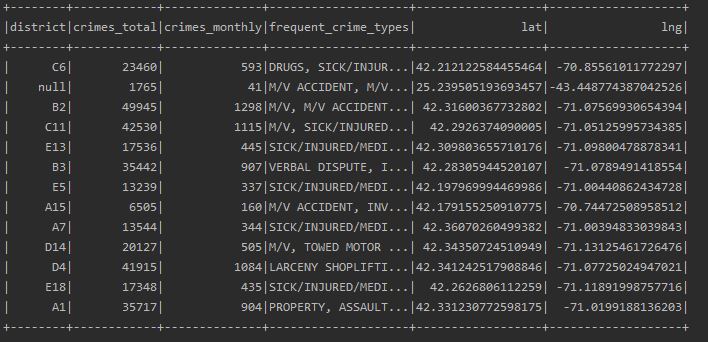 +--------+------------+--------------+--------------------+------------------+-------------------+
|district|crimes_total|crimes_monthly|frequent_crime_types|               lat|                lng|
+--------+------------+--------------+--------------------+------------------+-------------------+
|      C6|       23460|           593|DRUGS, SICK/INJUR...|42.212122584455464| -70.85561011772297|
|    null|        1765|            41|M/V ACCIDENT, M/V...|25.239505193693457|-43.448774387042526|
|      B2|       49945|          1298|M/V, M/V ACCIDENT...| 42.31600367732802| -71.07569930654394|
|     C11|       42530|          1115|M/V, SICK/INJURED...|  42.2926374090005| -71.05125995734385|
|     E13|       17536|           445|SICK/INJURED/MEDI...|42.309803655710176| -71.09800478878341|
|      B3|       35442|           907|VERBAL DISPUTE, I...| 42.28305944520107|  -71.0789491418554|
|      E5|       13239|           337|SICK/INJURED/MEDI...|42.197969994469986| -71.00440862434728|
|     A15|        6505|           160|M/V ACCIDENT, INV...|42.179155250910775| -70.74472508958512|
|      A7|       13544|           344|SICK/INJURED/MEDI...| 42.36070260499382| -71.00394833039843|
|     D14|       20127|           505|M/V, TOWED MOTOR ...| 42.34350724510949| -71.13125461726476|
|      D4|       41915|          1084|LARCENY SHOPLIFTI...|42.341242517908846| -71.07725024947021|
|     E18|       17348|           435|SICK/INJURED/MEDI...|  42.2626806112259| -71.11891998757716|
|      A1|       35717|           904|PROPERTY, ASSAULT...|42.331230772598175|  -71.0199188136203|
+--------+------------+--------------+--------------------+------------------+-------------------+